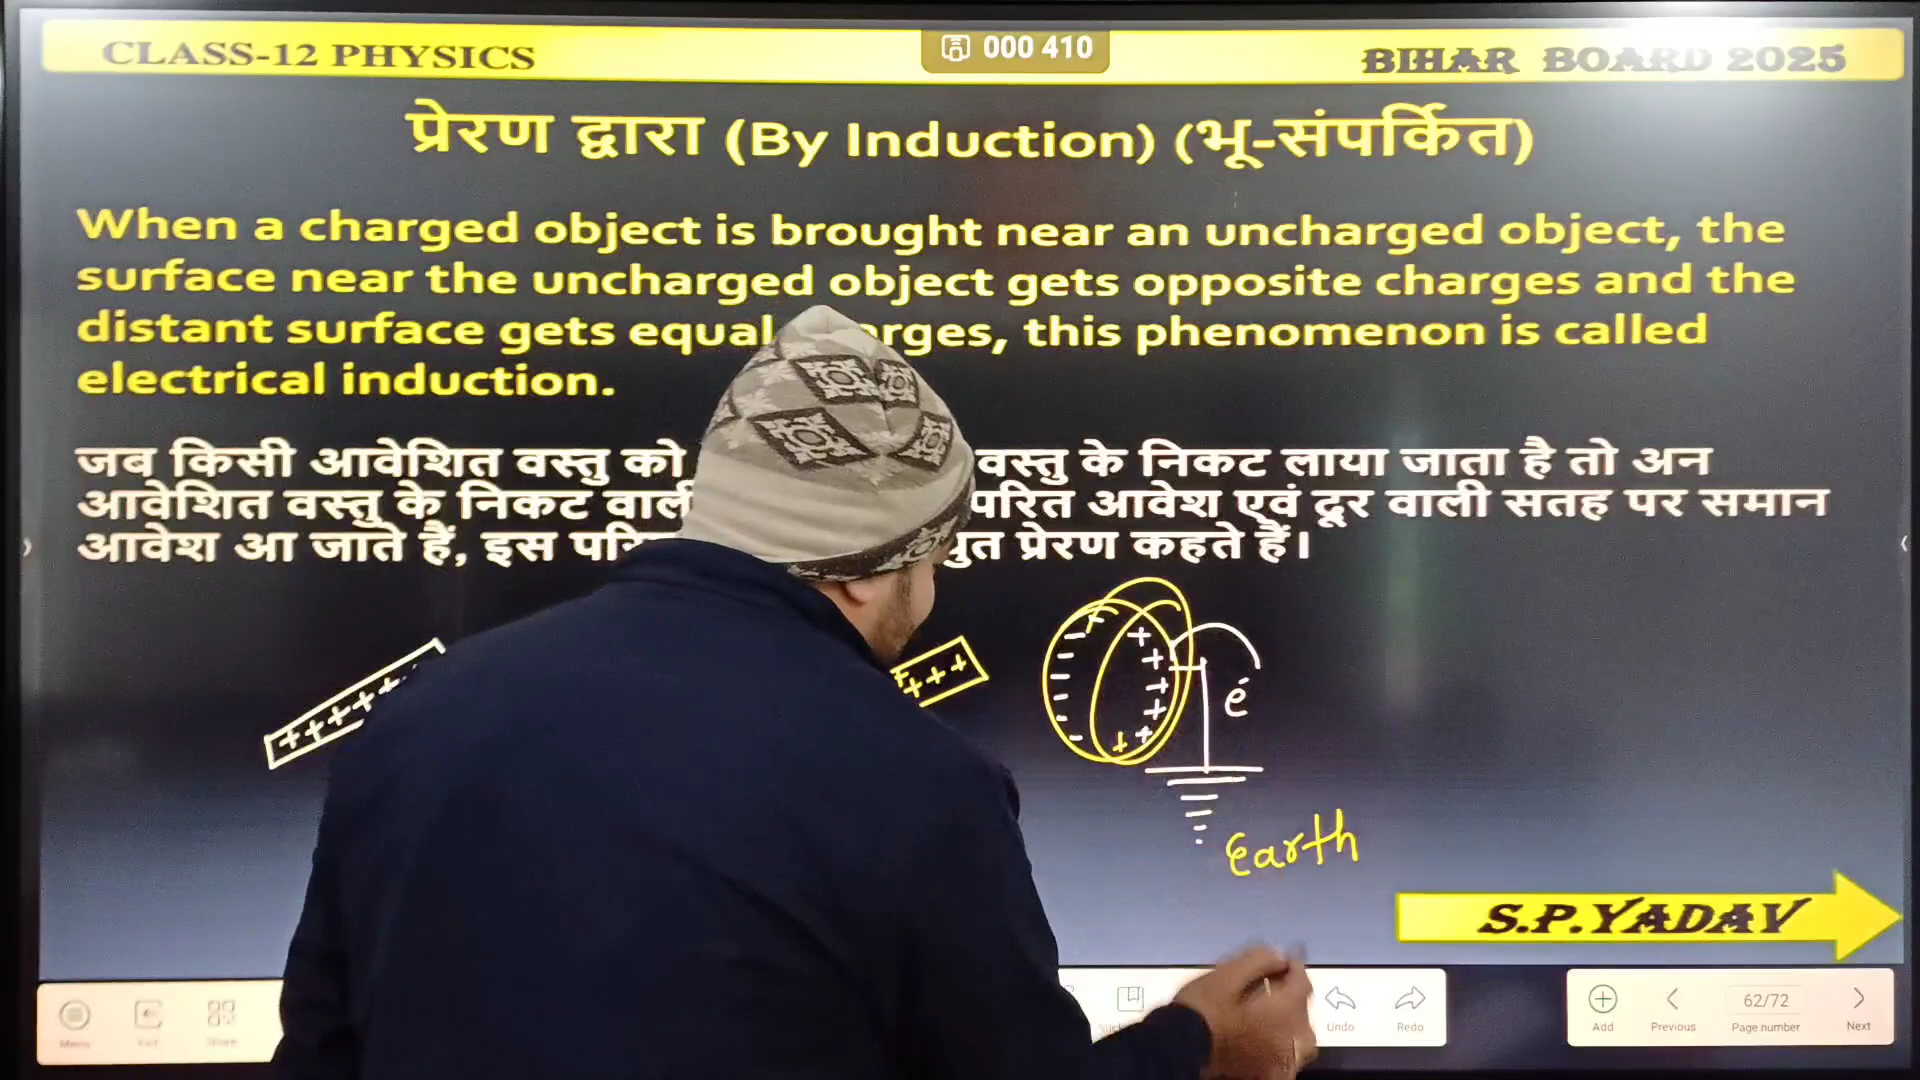 CLASS-12 PHYSICS
000 410
BIHAR BOARD 2025
प्रेरण द्वारा (By Induction) (भू-संपर्कित)
When a charged object is brought near an uncharged object, the
surface near the uncharged object gets opposite charges and the
distant surface gets equal this phenomenon is called
electrical induction.
जब किसी आवेशित वस्तु को वस्तु के निकट लाया जाता है तो अन
आवेशित वस्तु के निकट आवेश एवं दूर वाली सतह पर समान
आवेश आ जाते हैं, इस प्रेरण कहते हैं।
+ + + + +
+ + + +
- - - - - - -
+ + + + + + +
é
Earth
S.P.YADAV
Menu
Exit
Share
Undo
Redo
Add
Previous
62/72
Page number
Next